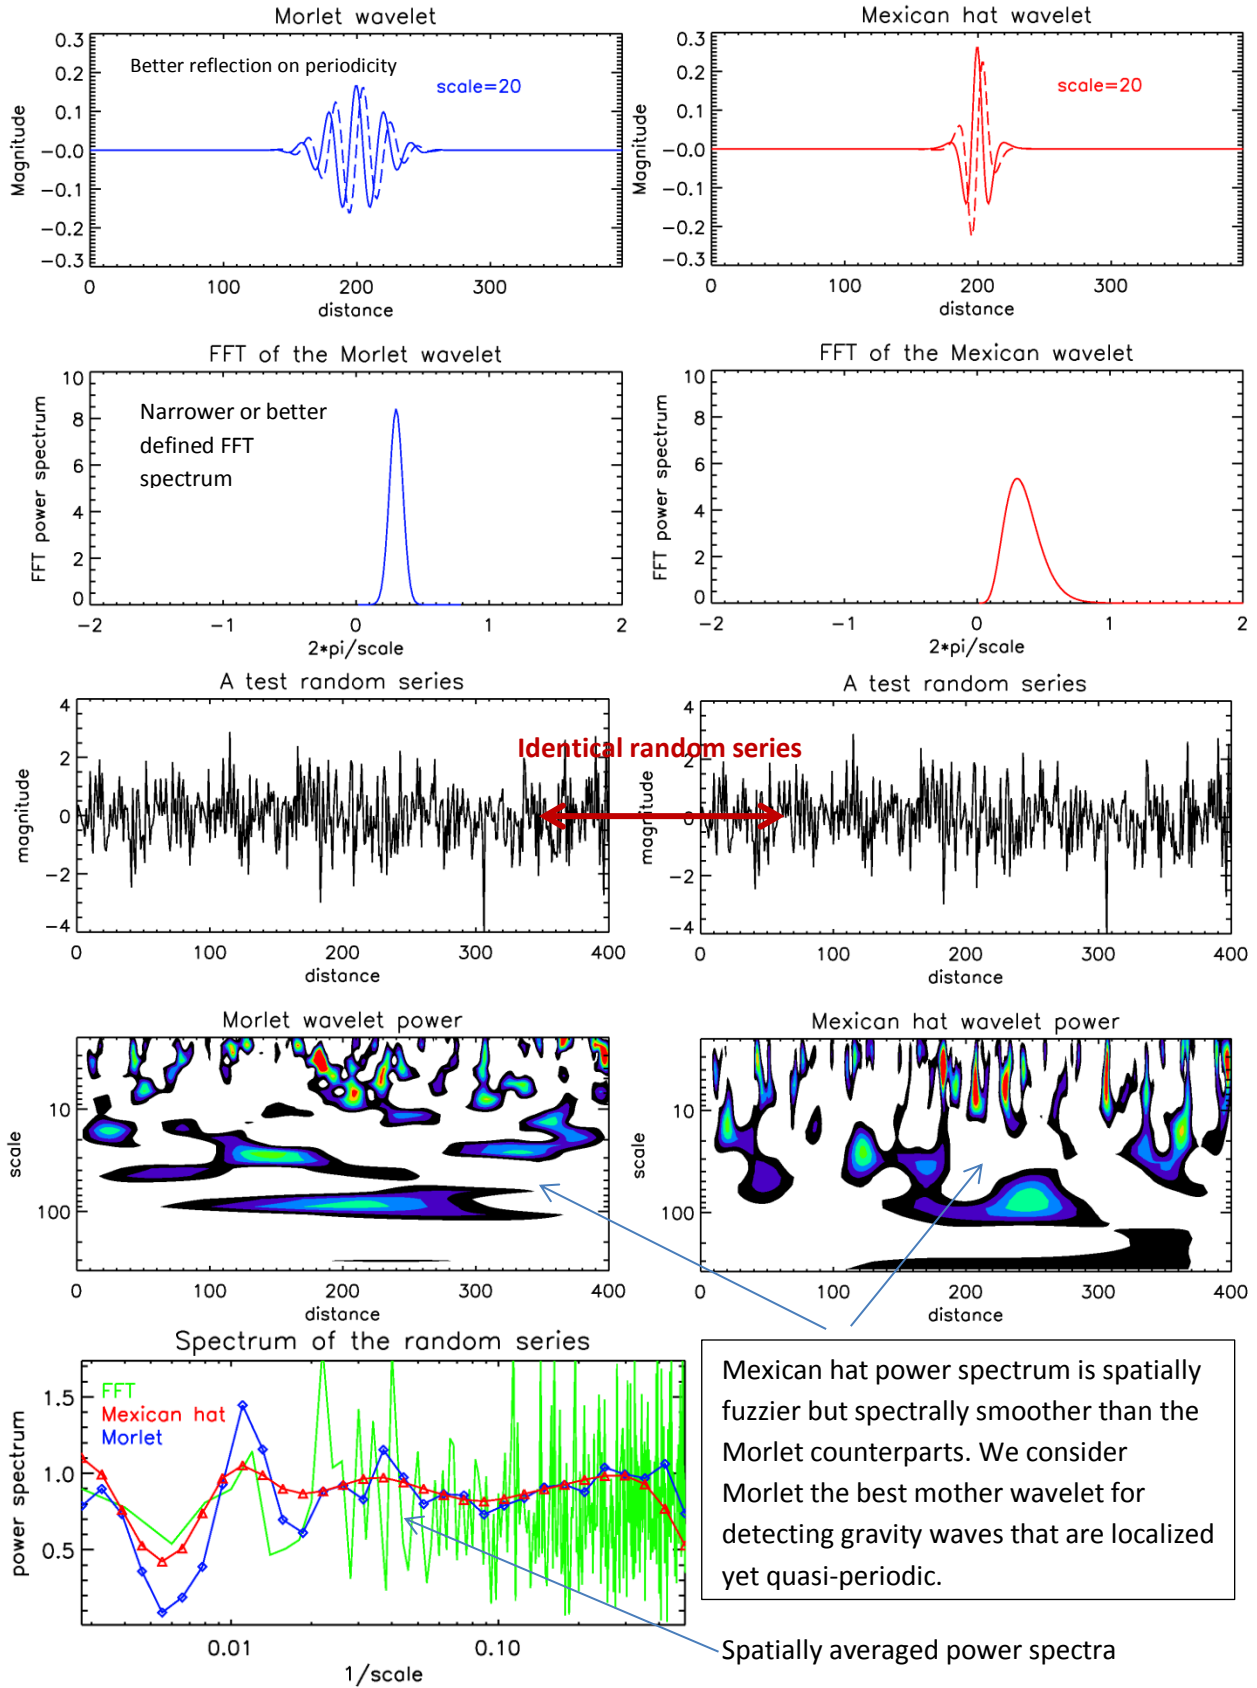 Morlet wavelet
Mexican hat wavelet
0.3
0.2
0.1
-0.0
-0.1
-0.2
-0.3
Magnitude
Better reflection on periodicity
scale=20
0 100 200 300
distance
0.3
0.2
0.1
-0.0
-0.1
-0.2
-0.3
Magnitude
scale=20
0 100 200 300
distance
FFT of the Morlet wavelet
10
8
6
4
2
0
FFT power spectrum
Narrower or better
defined FFT
spectrum
-2 -1 0 1 2
2*pi/scale
FFT of the Mexican wavelet
10
8
6
4
2
0
FFT power spectrum
-2 -1 0 1 2
2*pi/scale
A test random series
4
2
0
-2
-4
magnitude
0 100 200 300 400
distance
Identical random series
A test random series
4
2
0
-2
-4
magnitude
0 100 200 300 400
distance
Morlet wavelet power
10
100
scale
0 100 200 300 400
distance
Mexican hat wavelet power
10
100
scale
0 100 200 300 400
distance
Spectrum of the random series
1.5
1.0
0.5
power spectrum
FFT
Mexican hat
Morlet
0.01 0.10
1/scale
Mexican hat power spectrum is spatially
fuzzier but spectrally smoother than the
Morlet counterparts. We consider
Morlet the best mother wavelet for
detecting gravity waves that are localized
yet quasi-periodic.
Spatially averaged power spectra